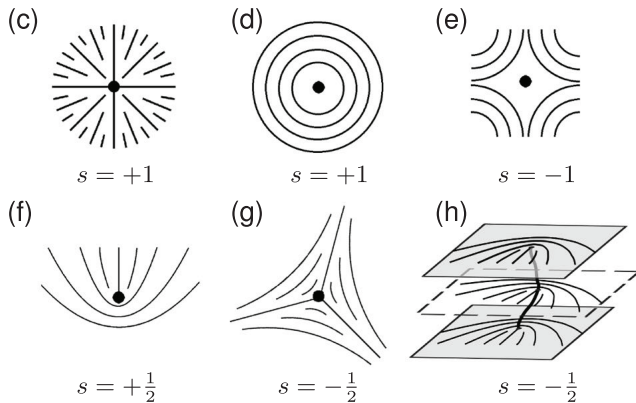 (c) (d) (e)
s = +1 s = +1 s = −1
(f) (g) (h)
s = +½ s = −½ s = −½